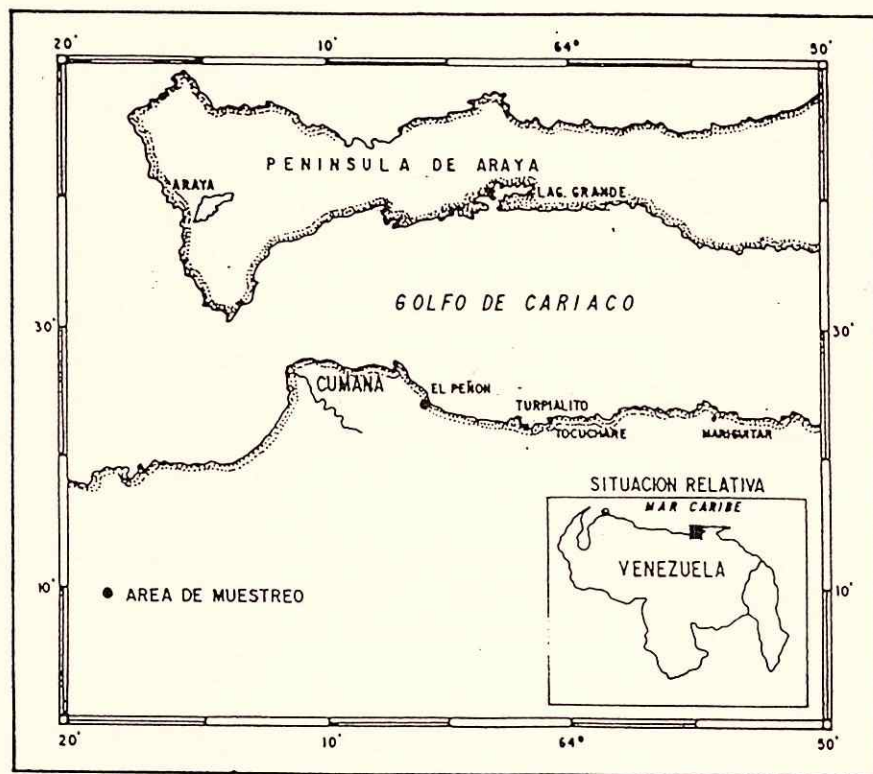 20' 10' 64° 50'
PENINSULA DE ARAYA
ARAYA
LAG. GRANDE
GOLFO DE CARIACO
30' 30'
CUMANA
EL PEÑON
TURPIALITO
TOCUCHARE
MARIGUITAR
SITUACION RELATIVA
MAR CARIBE
VENEZUELA
10' 10'
AREA DE MUESTREO
20' 10' 64° 50'